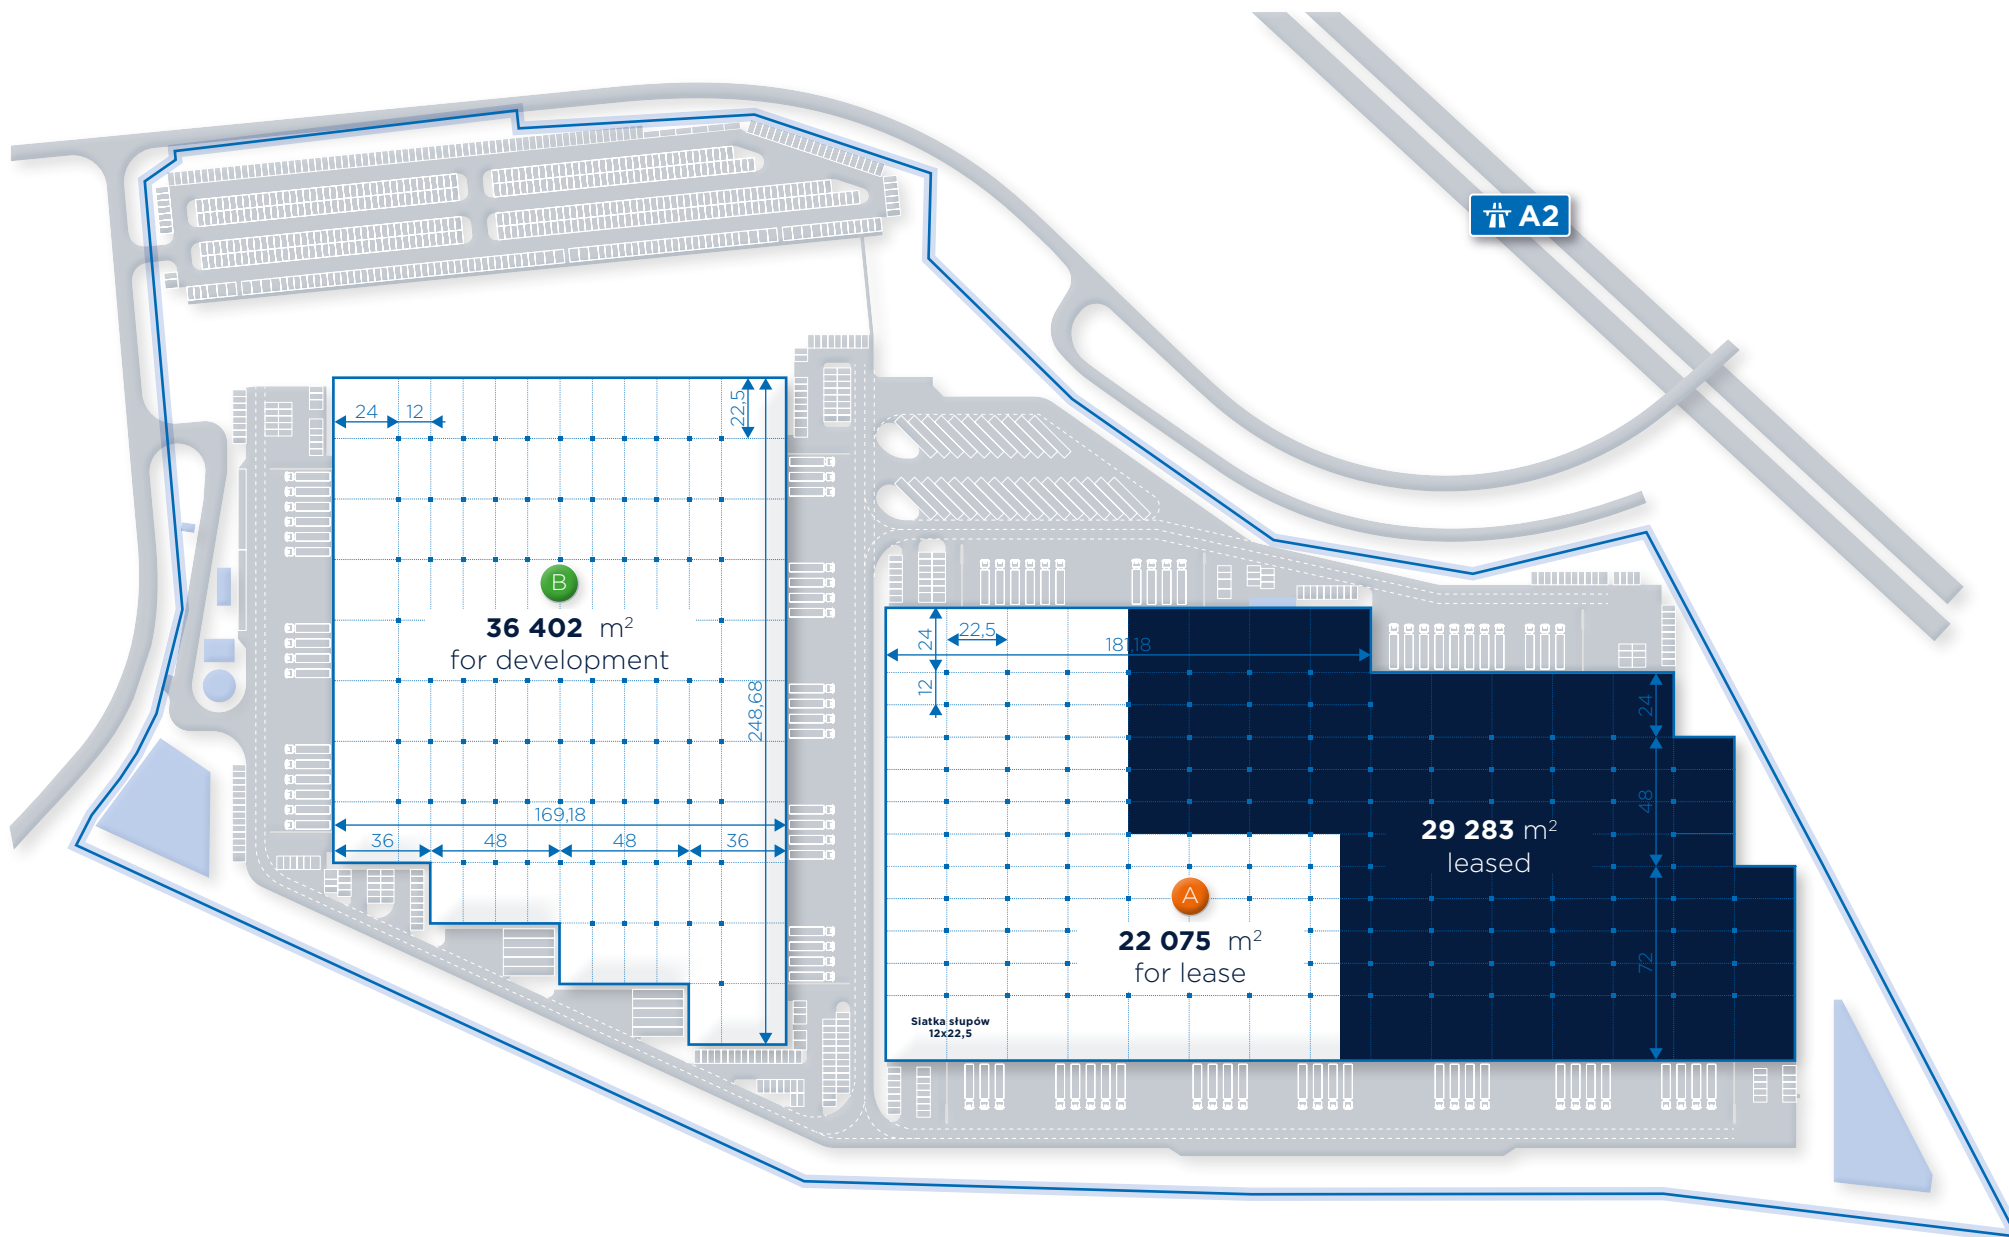 A2
24
12
22,5
B
36 402 m²
for development
248,68
169,18
36
48
48
36
24
22,5
181,18
12
24
48
29 283 m²
leased
A
22 075 m²
for lease
72
Siatka słupów
12x22,5